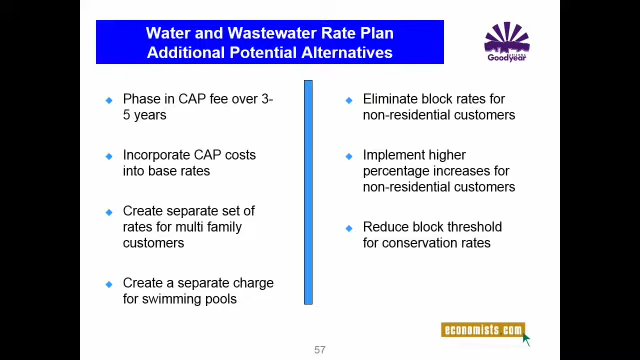 Water and Wastewater Rate Plan
Additional Potential Alternatives
Goodyear
Phase in CAP fee over 3-
5 years
Incorporate CAP costs
into base rates
Create separate set of
rates for multi family
customers
Create a separate charge
for swimming pools
Eliminate block rates for
non-residential customers
Implement higher
percentage increases for
non-residential customers
Reduce block threshold
for conservation rates
economists.com
57